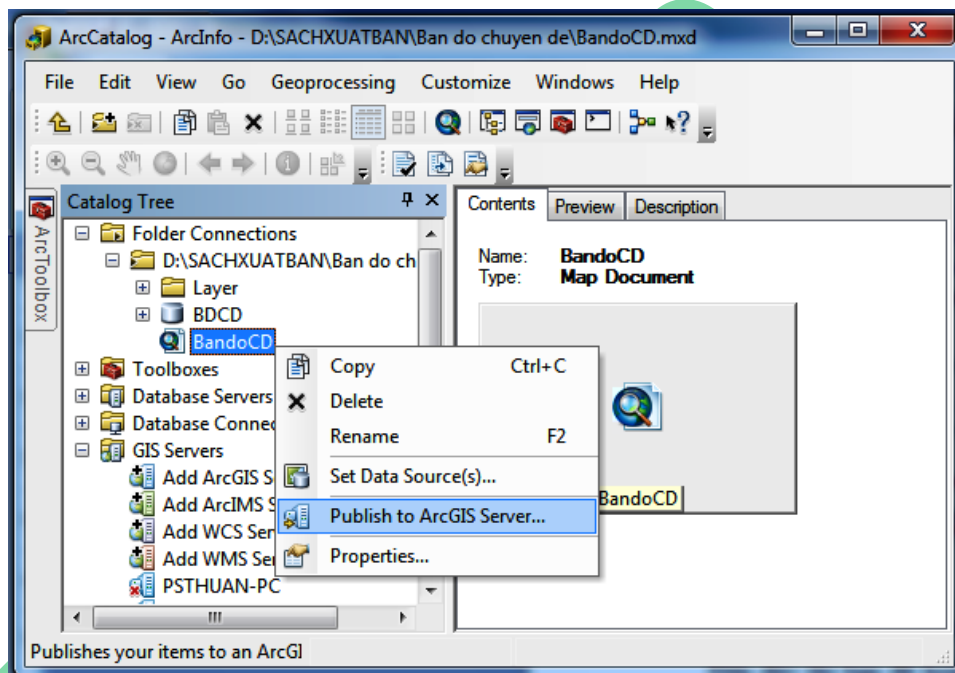 ArcCatalog - ArcInfo - D:\SACHXUATBAN\Ban do chuyen de\BandoCD.mxd
File Edit View Go Geoprocessing Customize Windows Help
ArcToolbox
Catalog Tree
Folder Connections
D:\SACHXUATBAN\Ban do ch
Layer
BDCD
BandoCD
Toolboxes
Database Servers
Database Connec
GIS Servers
Add ArcGIS S
Add ArcIMS S
Add WCS Ser
Add WMS Ser
PSTHUAN-PC
Copy Ctrl+C
Delete
Rename F2
Set Data Source(s)...
Publish to ArcGIS Server...
Properties...
Contents Preview Description
Name: BandoCD
Type: Map Document
BandoCD
Publishes your items to an ArcGI